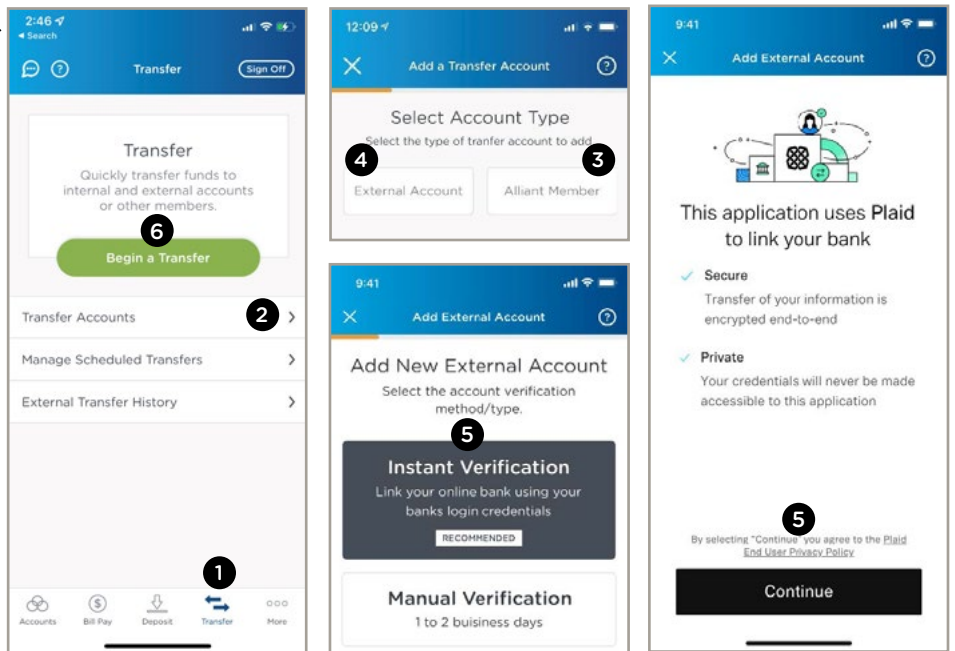 2:46
Search
Transfer
Sign Off
Transfer
Quickly transfer funds to
internal and external accounts
or other members.
6
Begin a Transfer
Transfer Accounts
2
Manage Scheduled Transfers
External Transfer History
1
Accounts
Bill Pay
Deposit
Transfer
More
12:09
Add a Transfer Account
Select Account Type
Select the type of tranfer account to add
4
3
External Account
Alliant Member
9:41
Add External Account
Add New External Account
Select the account verification
method/type.
5
Instant Verification
Link your online bank using your
banks login credentials
RECOMMENDED
Manual Verification
1 to 2 buisiness days
9:41
Add External Account
This application uses Plaid
to link your bank
Secure
Transfer of your information is
encrypted end-to-end
Private
Your credentials will never be made
accessible to this application
5
By selecting "Continue" you agree to the Plaid
End User Privacy Policy
Continue